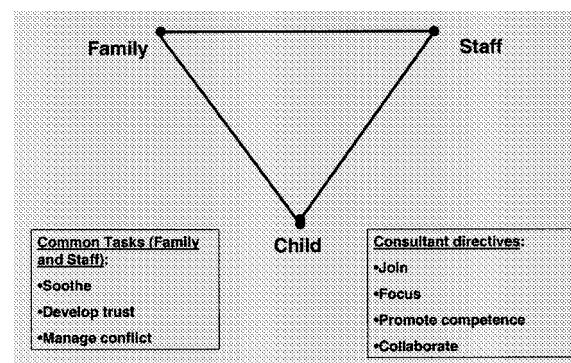 Family
Staff
Child
Common Tasks (Family
and Staff):
•Soothe
•Develop trust
•Manage conflict
Consultant directives:
•Join
•Focus
•Promote competence
•Collaborate